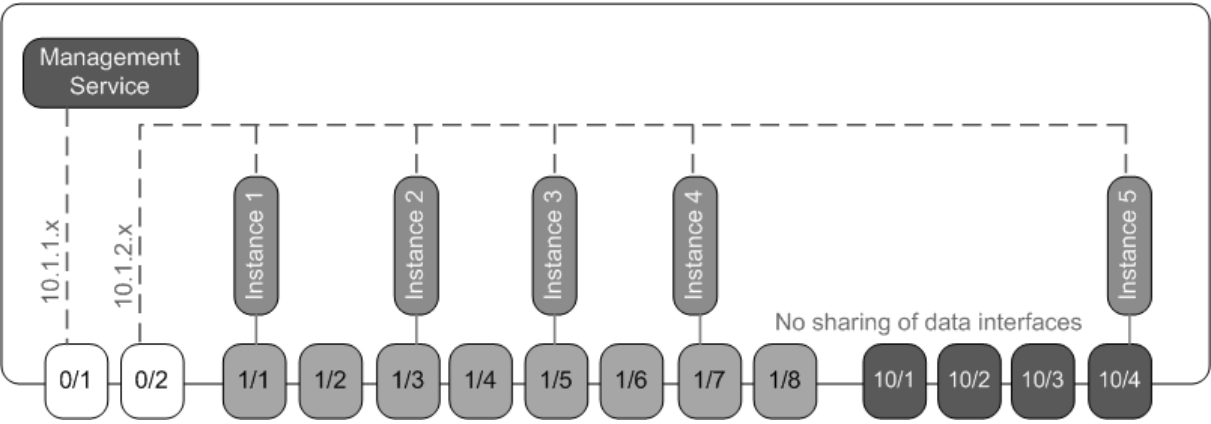 Management
Service
10.1.1.x
10.1.2.x
Instance 1
Instance 2
Instance 3
Instance 4
Instance 5
No sharing of data interfaces
0/1
0/2
1/1
1/2
1/3
1/4
1/5
1/6
1/7
1/8
10/1
10/2
10/3
10/4